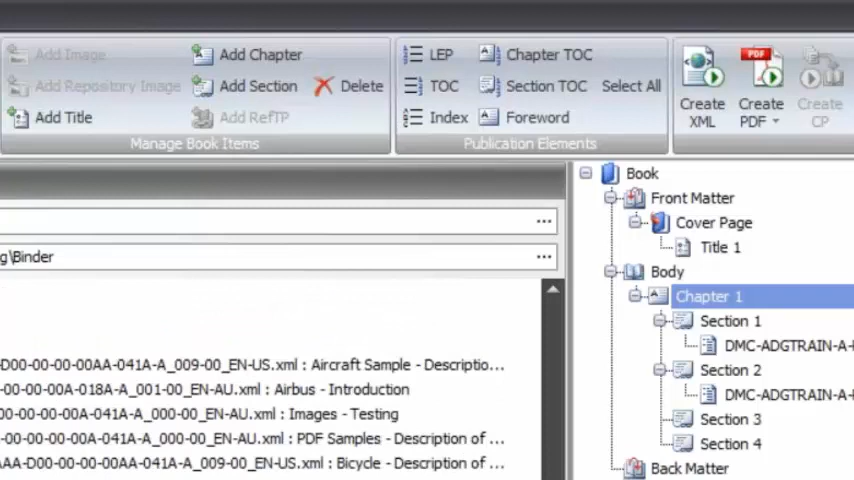 Add Image
Add Chapter
LEP
Chapter TOC
Add Repository Image
Add Section
Delete
TOC
Section TOC
Select All
Add Title
Add RefTP
Index
Foreword
Create XML
Create PDF
Create CP
Manage Book Items
Publication Elements
Book
Front Matter
Cover Page
Title 1
Body
Chapter 1
Section 1
DMC-ADGTRAIN-A-
Section 2
DMC-ADGTRAIN-A-
Section 3
Section 4
Back Matter
...
g\Binder
...
-D00-00-00-00AA-041A-A_009-00_EN-US.xml : Aircraft Sample - Descriptio...
-00-00-00A-018A-A_001-00_EN-AU.xml : Airbus - Introduction
00-00-00A-041A-A_000-00_EN-AU.xml : Images - Testing
-00-00-00A-041A-A_000-00_EN-AU.xml : PDF Samples - Description of ...
AAA-D00-00-00-00AA-041A-A_009-00_EN-US.xml : Bicycle - Description of ...